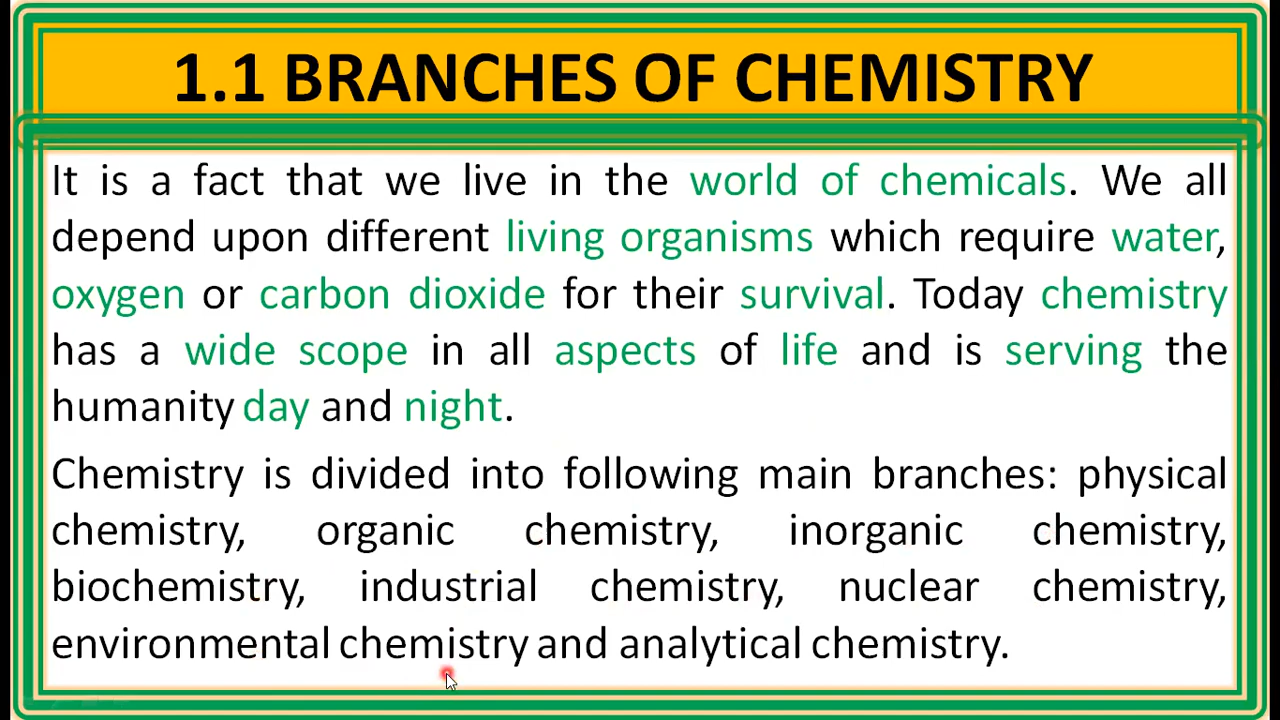 1.1 BRANCHES OF CHEMISTRY
It is a fact that we live in the world of chemicals. We all
depend upon different living organisms which require water,
oxygen or carbon dioxide for their survival. Today chemistry
has a wide scope in all aspects of life and is serving the
humanity day and night.
Chemistry is divided into following main branches: physical
chemistry, organic chemistry, inorganic chemistry,
biochemistry, industrial chemistry, nuclear chemistry,
environmental chemistry and analytical chemistry.